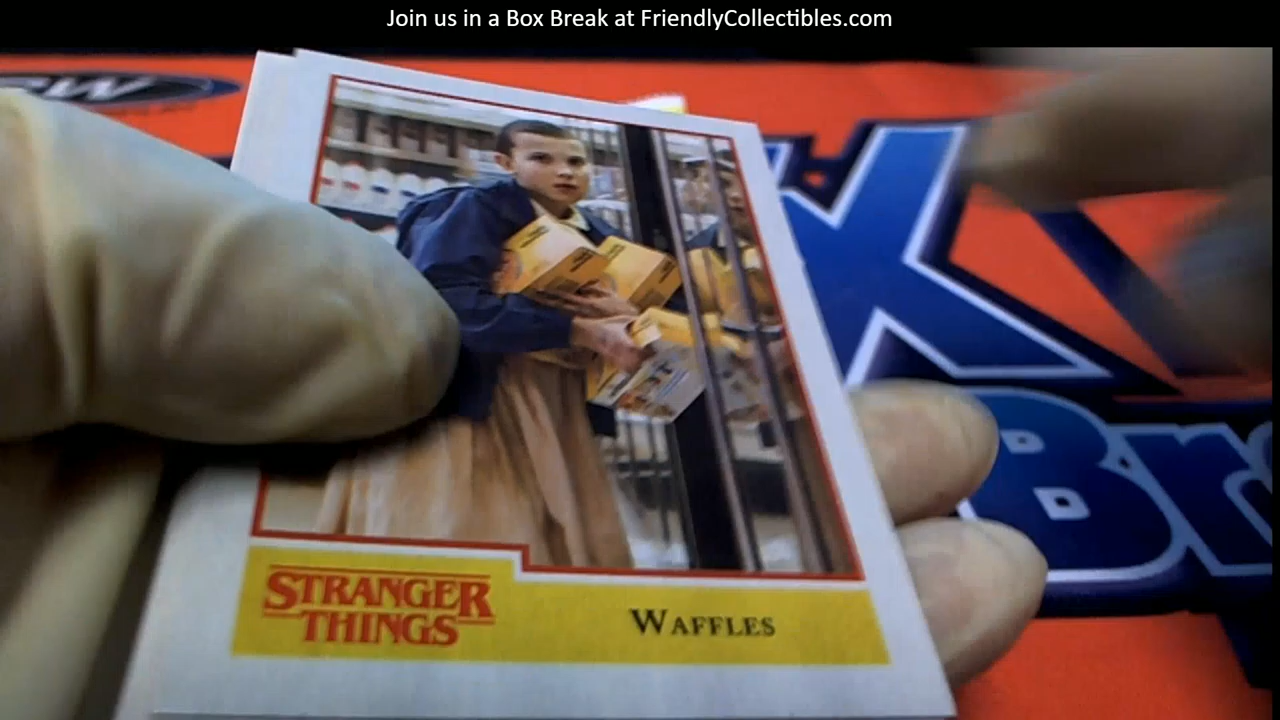 Join us in a Box Break at FriendlyCollectibles.com
STRANGER
THINGS
WAFFLES